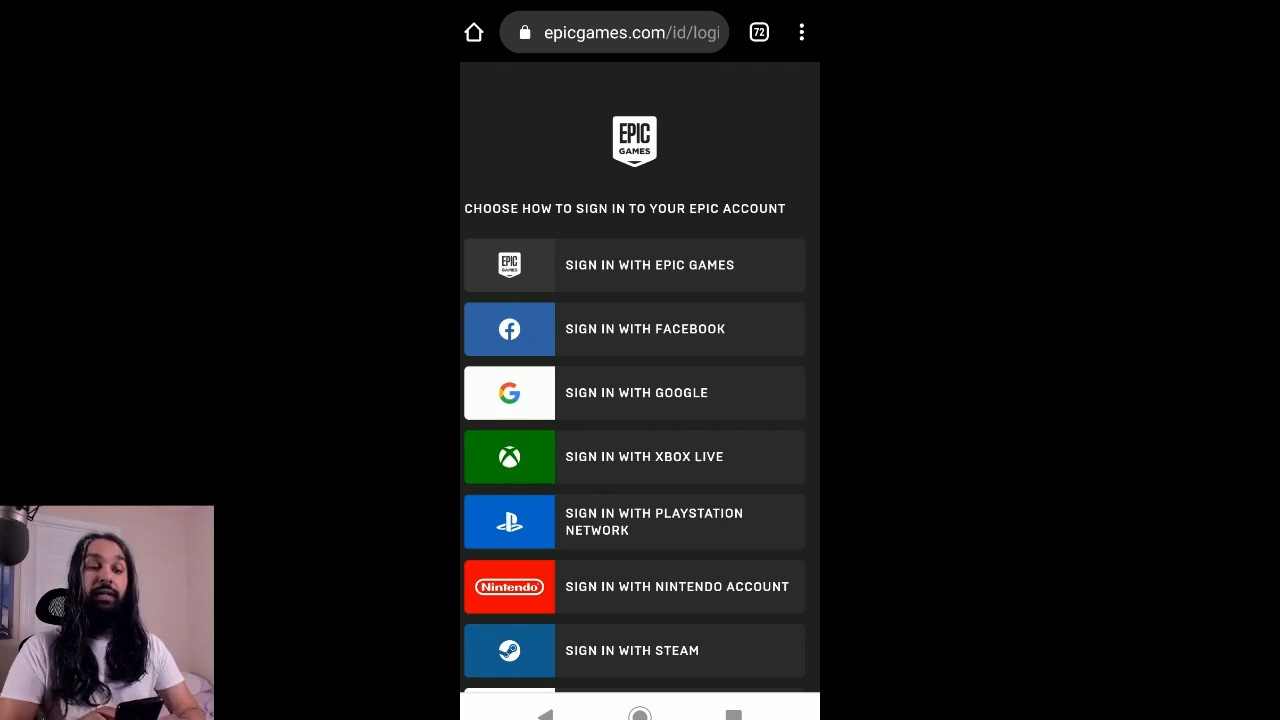 epicgames.com/id/logi
72
EPIC
GAMES
CHOOSE HOW TO SIGN IN TO YOUR EPIC ACCOUNT
EPIC
GAMES
SIGN IN WITH EPIC GAMES
SIGN IN WITH FACEBOOK
SIGN IN WITH GOOGLE
SIGN IN WITH XBOX LIVE
SIGN IN WITH PLAYSTATION
NETWORK
Nintendo
SIGN IN WITH NINTENDO ACCOUNT
SIGN IN WITH STEAM